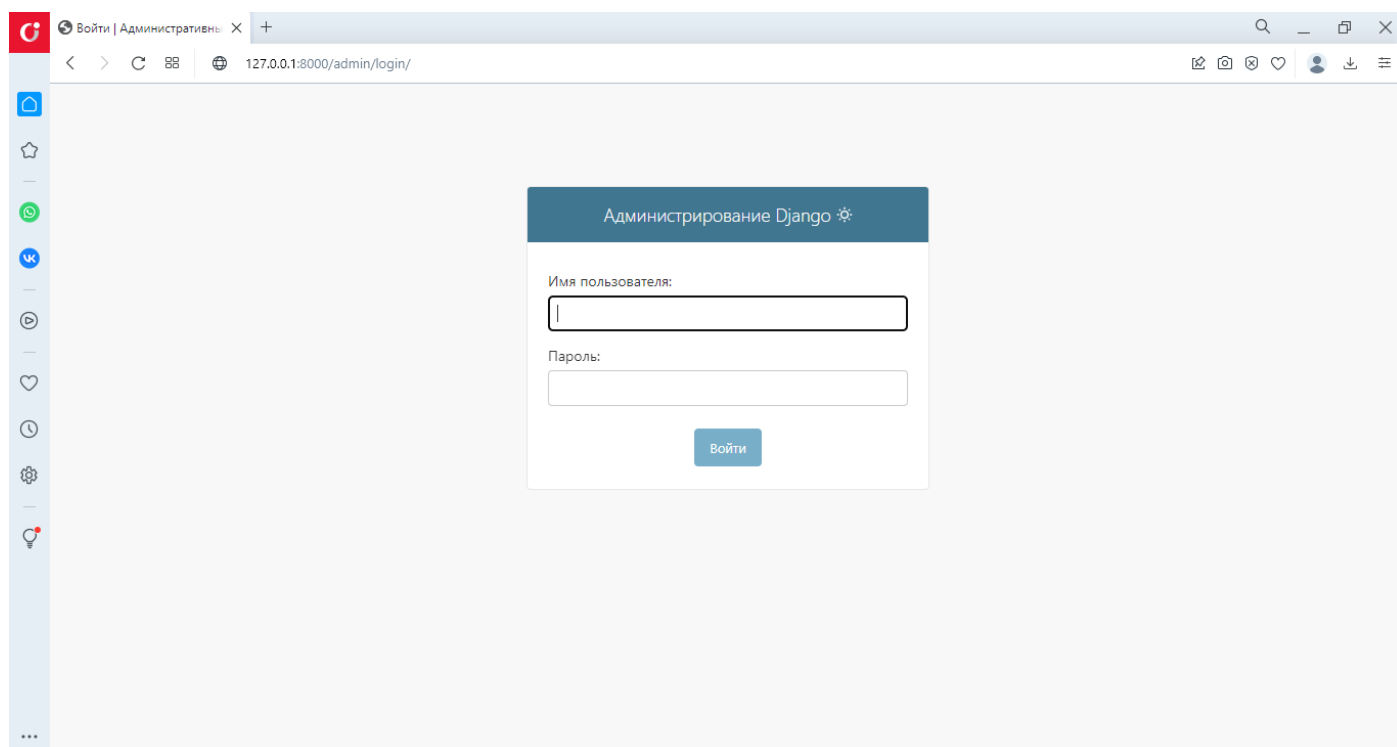 Войти | Административны
127.0.0.1:8000/admin/login/
Администрирование Django
Имя пользователя:
Пароль:
Войти